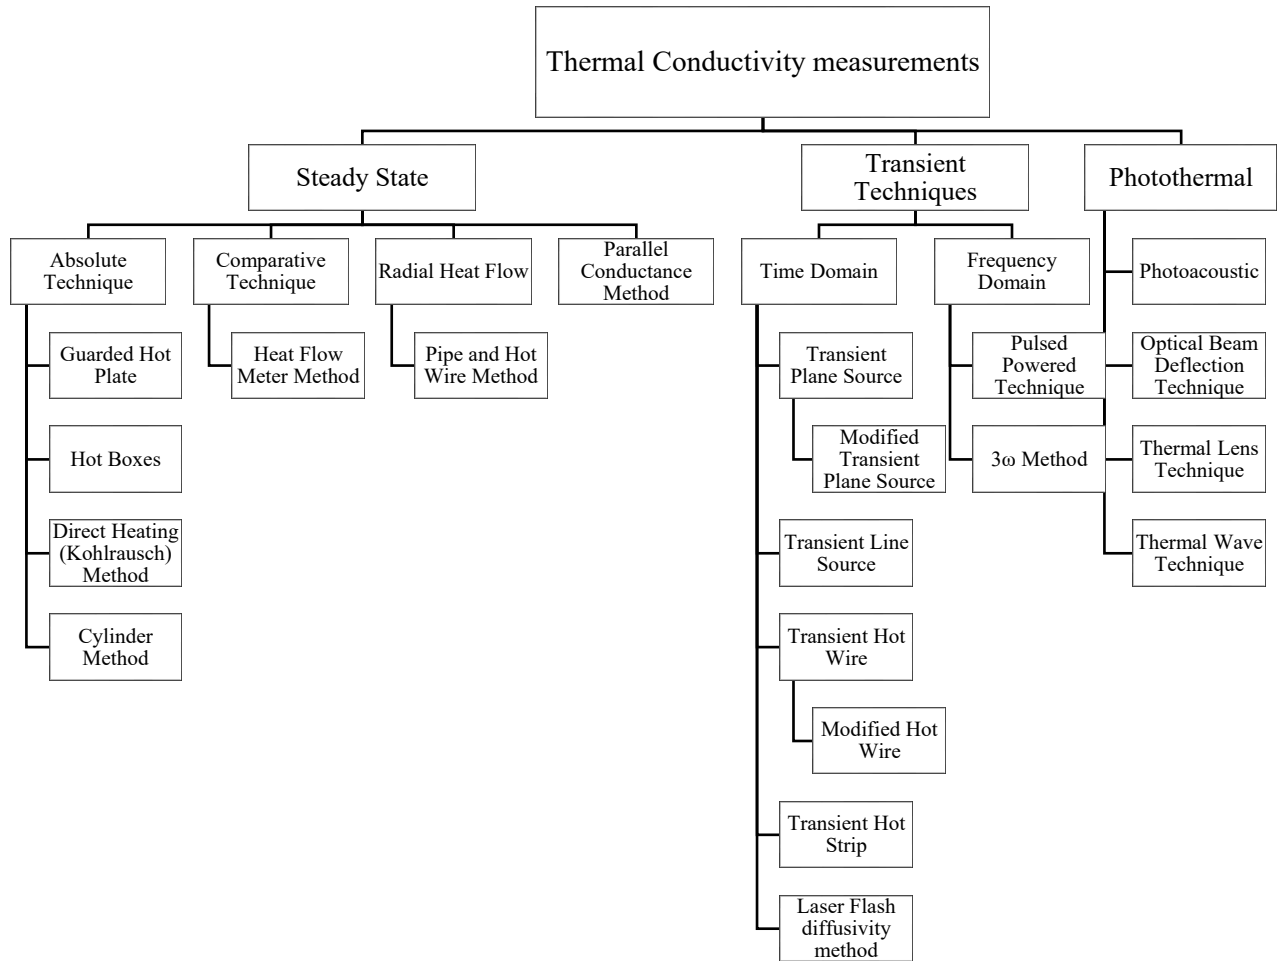 Thermal Conductivity measurements
Steady State
Transient
Techniques
Photothermal
Absolute
Technique
Comparative
Technique
Radial Heat Flow
Parallel
Conductance
Method
Time Domain
Frequency
Domain
Photoacoustic
Guarded Hot
Plate
Heat Flow
Meter Method
Pipe and Hot
Wire Method
Transient
Plane Source
Pulsed
Powered
Technique
Optical Beam
Deflection
Technique
Hot Boxes
Modified
Transient
Plane Source
3ω Method
Thermal Lens
Technique
Direct Heating
(Kohlrausch)
Method
Transient Line
Source
Thermal Wave
Technique
Cylinder
Method
Transient Hot
Wire
Modified Hot
Wire
Transient Hot
Strip
Laser Flash
diffusivity
method